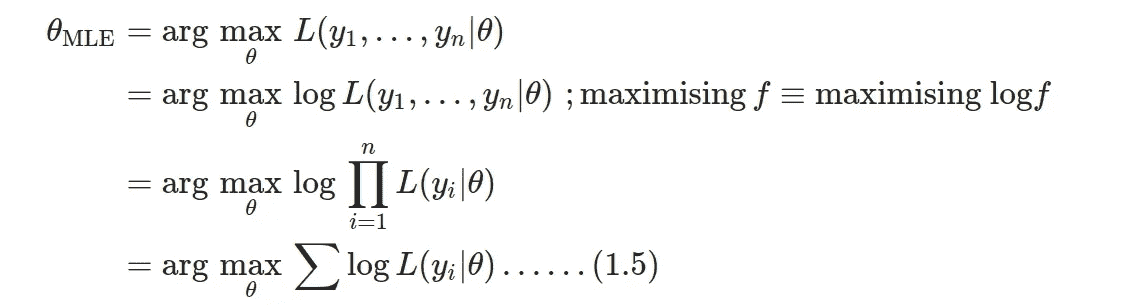 θ_MLE = arg max_θ L(y_1, . . . , y_n|θ)
= arg max_θ log L(y_1, . . . , y_n|θ) ; maximising f ≡ maximising logf
= arg max_θ log ∏_{i=1}^{n} L(y_i|θ)
= arg max_θ ∑ log L(y_i|θ) . . . . . . (1.5)